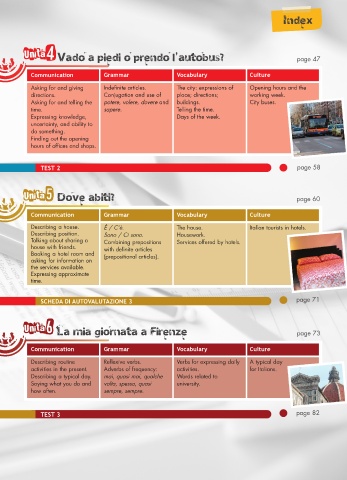 Index
Unità 4 Vado a piedi o prendo l'autobus? page 47
Communication Grammar Vocabulary Culture
Asking for and giving
directions.
Asking for and telling the
time.
Expressing knowledge,
uncertainty, and ability to
do something.
Finding out the opening
hours of offices and shops.
Indefinite articles.
Conjugation and use of
potere, volere, dovere and
sapere.
The city: expressions of
place; directions;
buildings.
Telling the time.
Days of the week.
Opening hours and the
working week.
City buses.
TEST 2 page 58
Unità 5 Dove abiti? page 60
Communication Grammar Vocabulary Culture
Describing a house.
Describing position.
Talking about sharing a
house with friends.
Booking a hotel room and
asking for information on
the services available.
Expressing approximate
time.
È / C'è.
Sono / Ci sono.
Combining prepositions
with definite articles
(prepositional articles).
The house.
Housework.
Services offered by hotels.
Italian tourists in hotels.
SCHEDA DI AUTOVALUTAZIONE 3 page 71
Unità 6 La mia giornata a Firenze page 73
Communication Grammar Vocabulary Culture
Describing routine
activities in the present.
Describing a typical day.
Saying what you do and
how often.
Reflexive verbs.
Adverbs of frequency:
mai, quasi mai, qualche
volta, spesso, quasi
sempre, sempre.
Verbs for expressing daily
activities.
Words related to
university.
A typical day
for Italians.
TEST 3 page 82